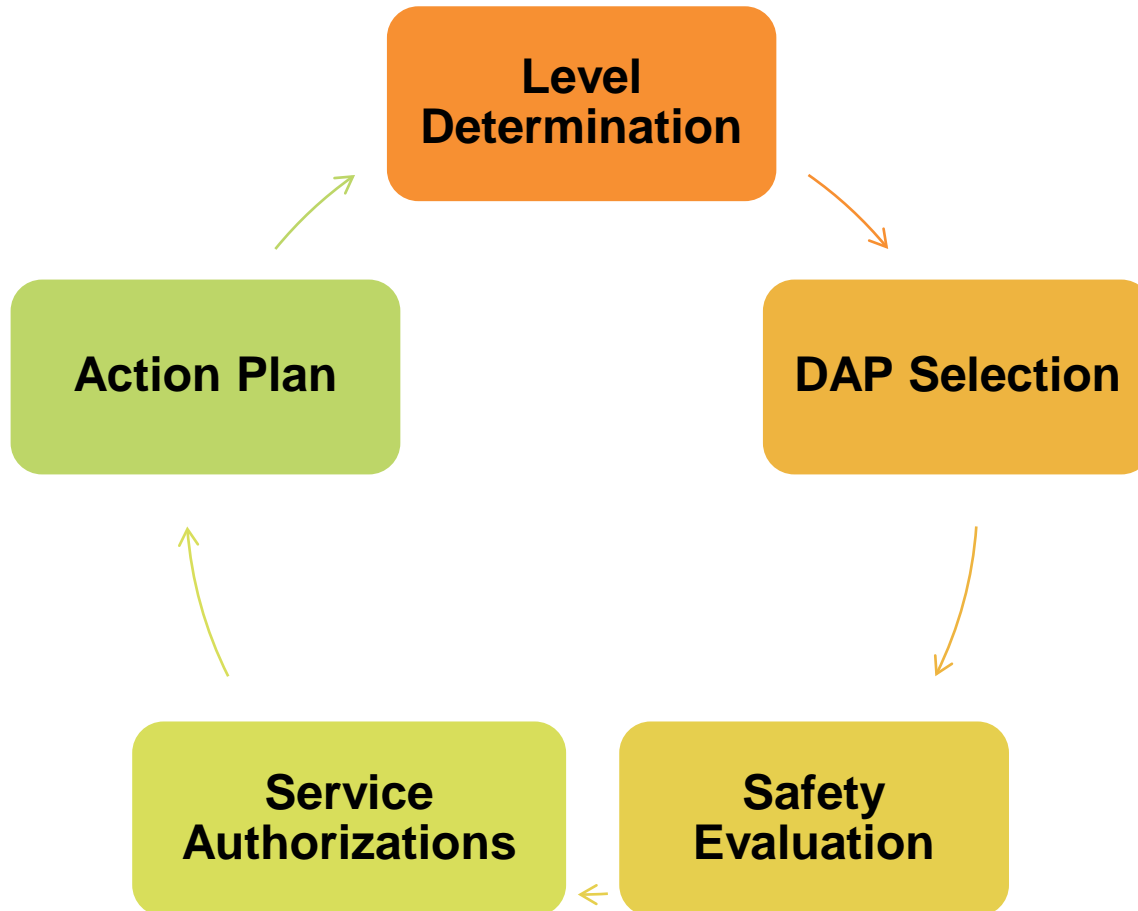 Level
Determination
DAP Selection
Safety
Evaluation
Service
Authorizations
Action Plan